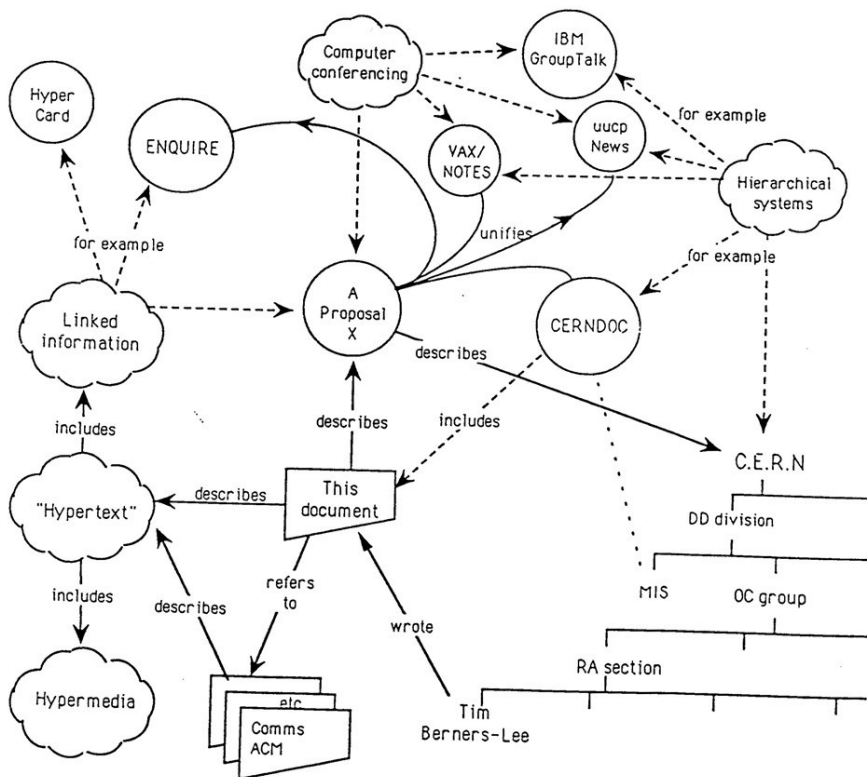 IBM
GroupTalk
Computer
conferencing
Hyper
Card
for example
uucp
News
ENQUIRE
VAX/
NOTES
Hierarchical
systems
unifies
for example
for example
A
Proposal
X
Linked
information
CERNDOC
describes
includes
describes
includes
C.E.R.N
This
document
describes
"Hypertext"
DD division
refers
to
includes
describes
MIS
OC group
wrote
RA section
Hypermedia
etc
Tim
Berners-Lee
Comms
ACM